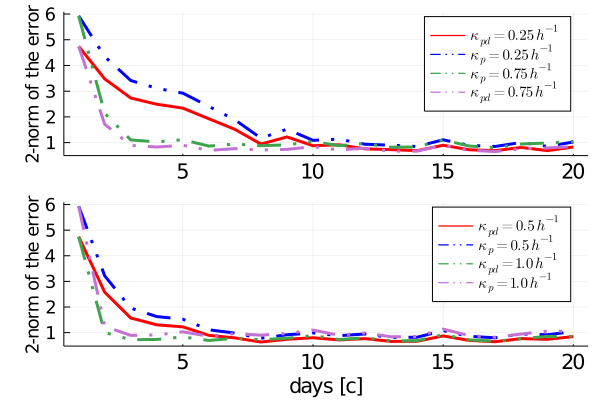 2-norm of the error
6
5
4
3
2
1
5
10
15
20
κ_pd = 0.25 h⁻¹
κ_p = 0.25 h⁻¹
κ_p = 0.75 h⁻¹
κ_pd = 0.75 h⁻¹
2-norm of the error
6
5
4
3
2
1
5
10
15
20
κ_pd = 0.5 h⁻¹
κ_p = 0.5 h⁻¹
κ_pd = 1.0 h⁻¹
κ_p = 1.0 h⁻¹
days [c]